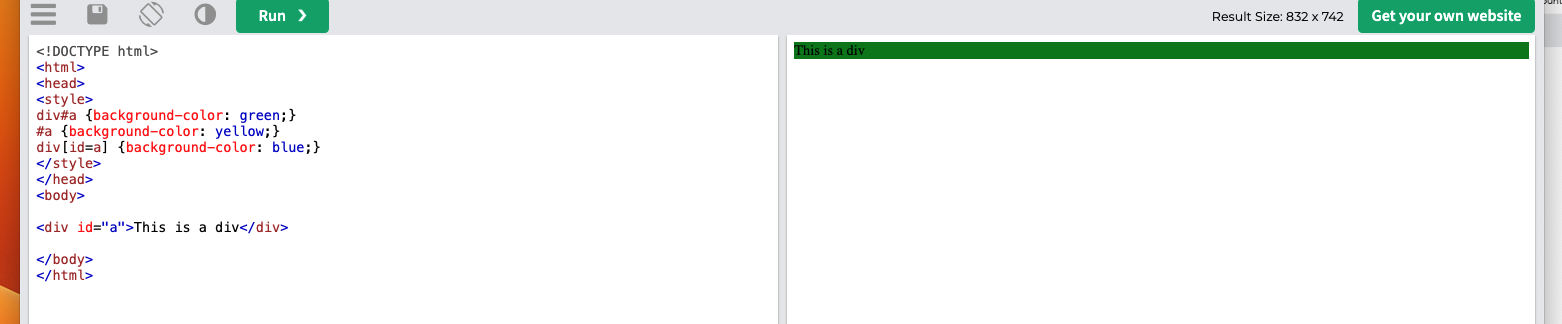 Run ❯
Result Size: 832 x 742
Get your own website
<!DOCTYPE html>
<html>
<head>
<style>
div#a {background-color: green;}
#a {background-color: yellow;}
div[id=a] {background-color: blue;}
</style>
</head>
<body>
<div id="a">This is a div</div>
</body>
</html>
This is a div